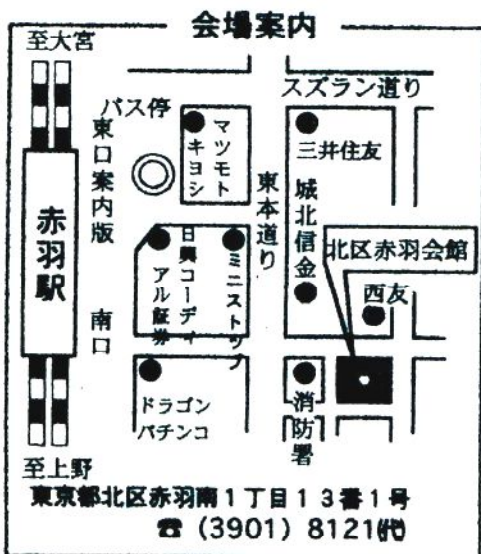 会場案内
至大宮
スズラン道り
バス停
マツモト
キヨシ
三井住友
東口案内版
東本道り
城北信金
赤羽駅
北区赤羽会館
日興コーディ
アル証券
ミニストップ
西友
南口
ドラゴン
パチンコ
消防署
至上野
東京都北区赤羽南1丁目13番1号
☎ (3901) 8121㈹